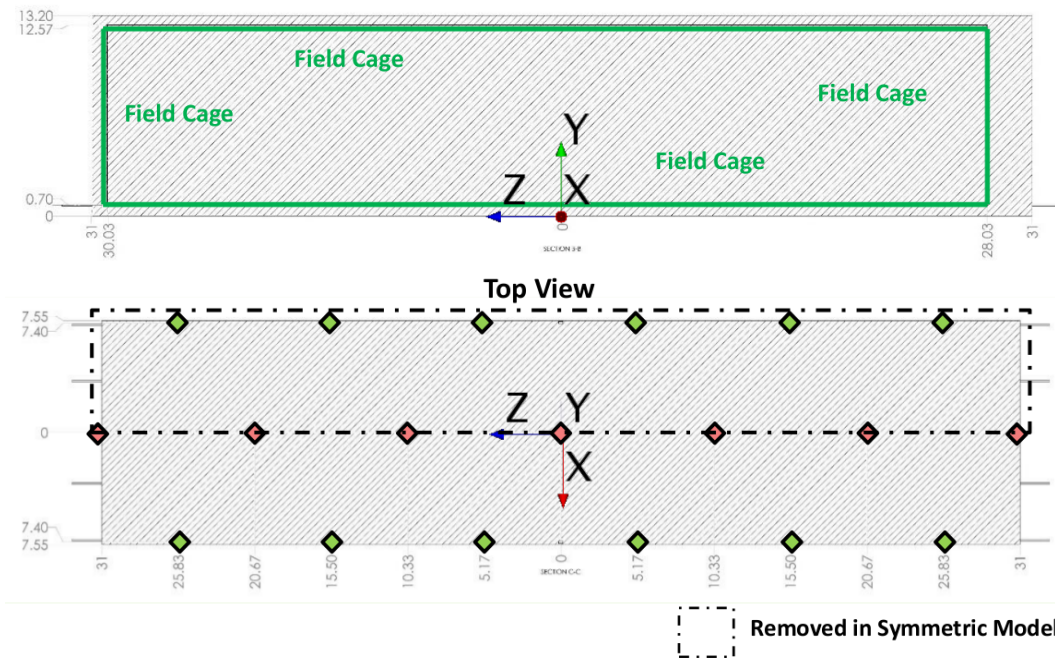 13.20
12.57
Field Cage
Field Cage
Field Cage
Y
Field Cage
Z X
0.70
0
31
30.03
0
28.03
31
Top View
7.55
7.40
Z Y
0
X
7.40
7.55
31
25.83
20.67
15.50
10.33
5.17
0
SECTION C-C
5.17
10.33
15.50
20.67
25.83
31
Removed in Symmetric Model